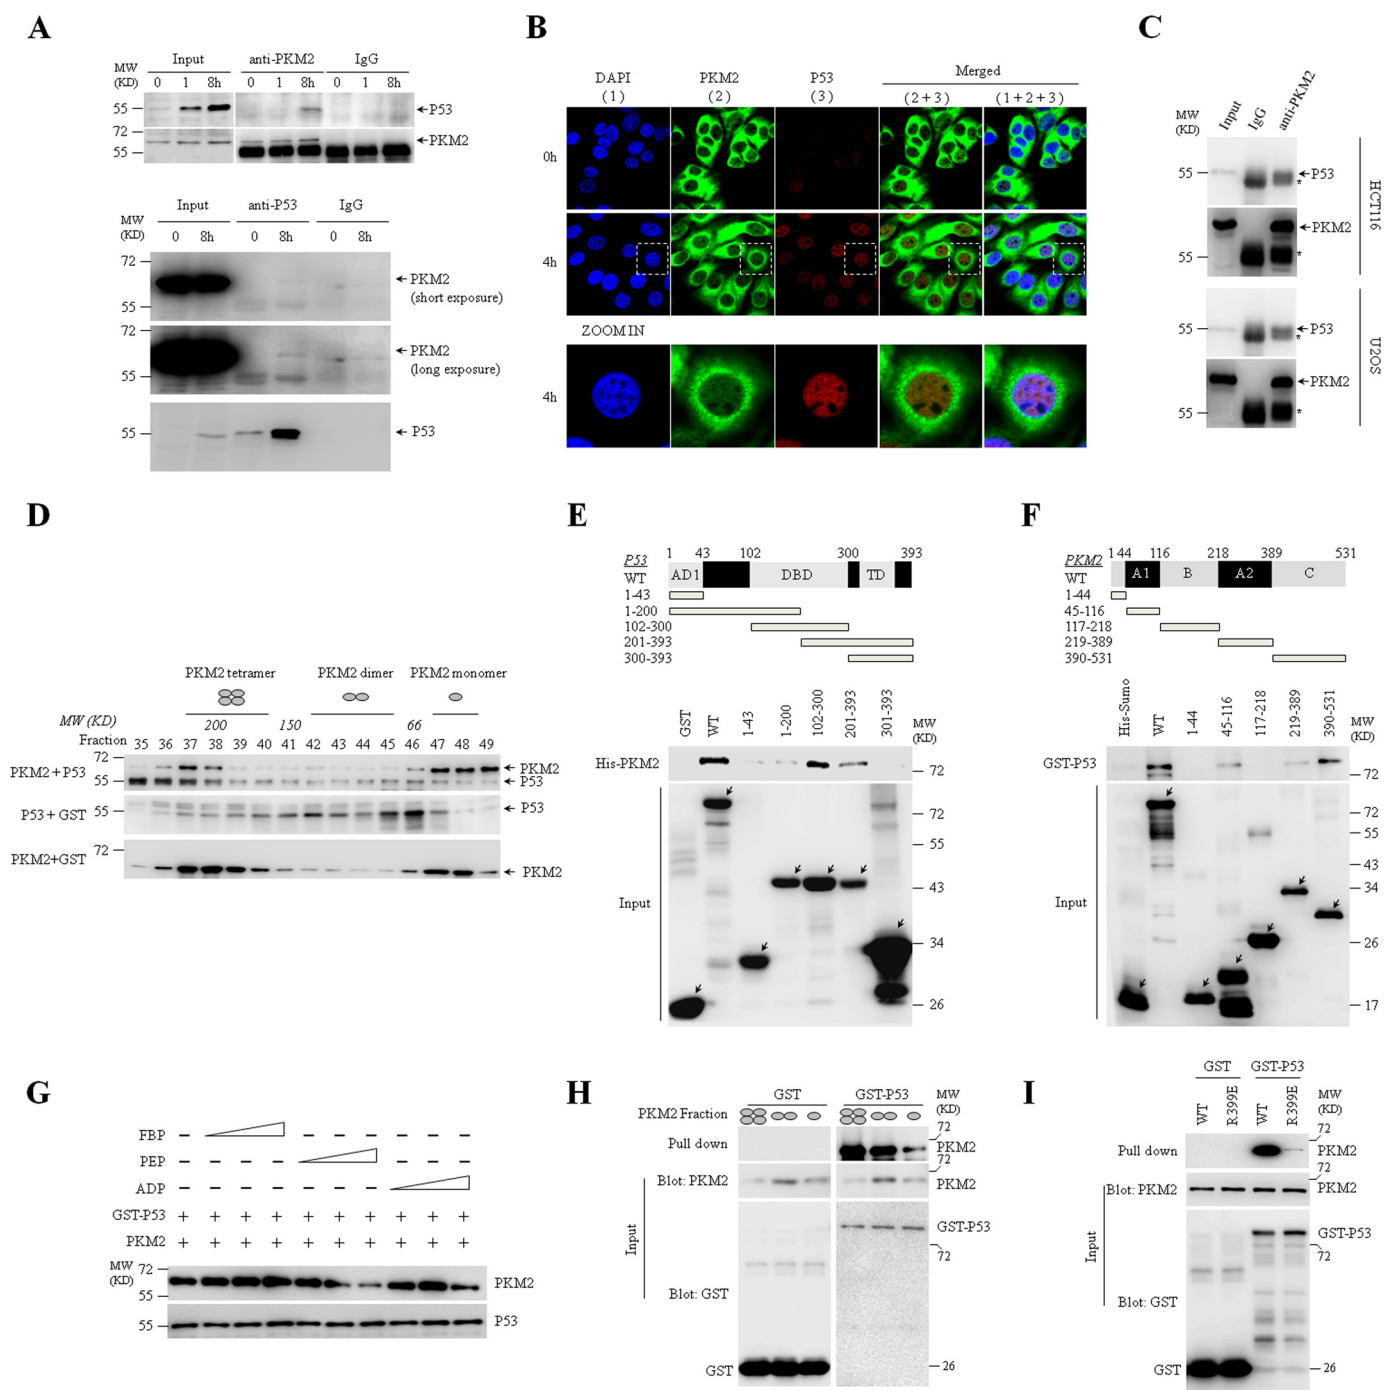 A
Input anti-PKM2 IgG
MW (KD) 0 1 8h 0 1 8h 0 1 8h
55 P53
72
55 PKM2
Input anti-P53 IgG
MW (KD) 0 8h 0 8h 0 8h
72
PKM2 (short exposure)
55
72
PKM2 (long exposure)
55
55 P53
B
DAPI PKM2 P53 Merged
(1) (2) (3) (2+3) (1+2+3)
0h
4h
ZOOM IN
4h
C
MW (KD) Input IgG anti-PKM2
55 P53
*
PKM2
55 *
HCT116
55 P53
*
PKM2
55 *
U2OS
D
PKM2 tetramer PKM2 dimer PKM2 monomer
MW (KD) 200 150 66
Fraction 35 36 37 38 39 40 41 42 43 44 45 46 47 48 49
72
PKM2+P53 PKM2
55 P53
P53+GST 55 P53
72
PKM2+GST PKM2
E
1 43 102 300 393
P53
WT AD1 DBD TD
1-43
1-200
102-300
201-393
300-393
GST WT 1-43 1-200 102-300 201-393 301-393 MW (KD)
His-PKM2 72
Input
72
55
43
34
26
F
1 44 116 218 389 531
PKM2
WT A1 B A2 C
1-44
45-116
117-218
219-389
390-531
His-Sumo WT 1-44 45-116 117-218 219-389 390-531 MW (KD)
GST-P53 72
Input
72
55
43
34
26
17
G
FBP – – – – – – –
PEP – – – – – – –
ADP – – – – – – –
GST-P53 + + + + + + + + + +
PKM2 + + + + + + + + + +
MW (KD) 72
PKM2
55
55 P53
H
GST GST-P53 MW (KD)
PKM2 Fraction
72
Pull down PKM2
72
Blot: PKM2 PKM2
GST-P53
72
Input
Blot: GST
GST 26
I
GST GST-P53
WT R399E WT R399E MW (KD)
72
Pull down PKM2
72
Blot: PKM2 PKM2
GST-P53
72
Input
Blot: GST
GST 26